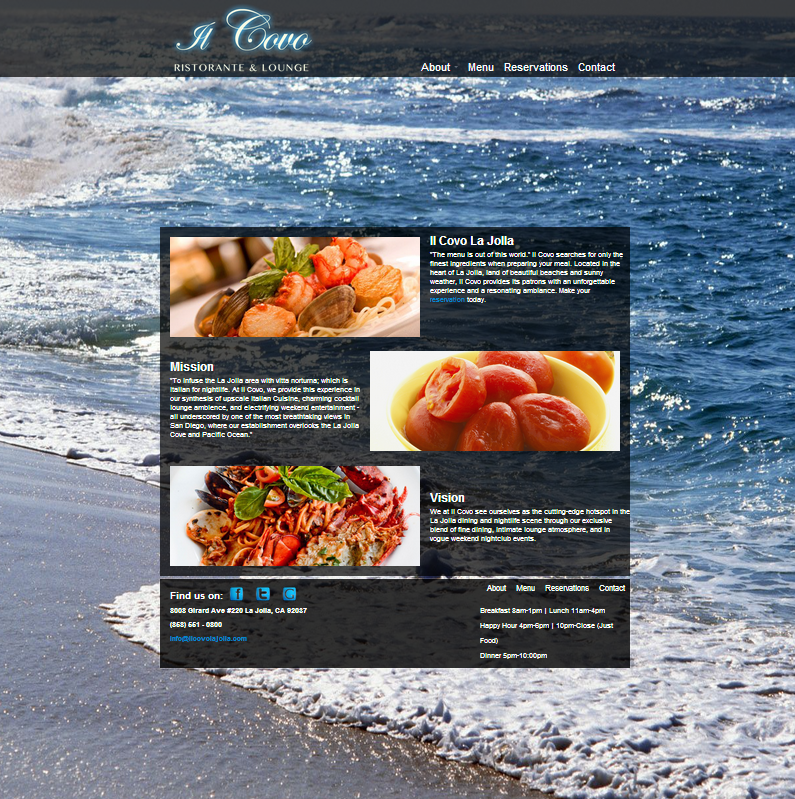 Il Covo
RISTORANTE & LOUNGE
About Menu Reservations Contact
Il Covo La Jolla
"The menu is out of this world." Il Covo searches for only the
finest ingredients when preparing your meal. Located in the
heart of La Jolla, land of beautiful beaches and sunny
weather, Il Covo provides its patrons with an unforgettable
experience and a resonating ambiance. Make your
reservation today.
Mission
"To infuse the La Jolla area with vitta norturna; which is
Italian for nightlife. At Il Covo, we provide this experience in
our synthesis of upscale Italian Cuisine, charming cocktail
lounge ambience, and electrifying weekend entertainment -
all underscored by one of the most breathtaking views in
San Diego, where our establishment overlooks the La Jolla
Cove and Pacific Ocean."
Vision
We at Il Covo see ourselves as the cutting-edge hotspot in the
La Jolla dining and nightlife scene through our exclusive
blend of fine dining, intimate lounge atmosphere, and in
vogue weekend nightclub events.
Find us on:
8008 Girard Ave #220 La Jolla, CA 92037
(858) 551 - 0800
info@ilcovolajolla.com
About Menu Reservations Contact
Breakfast 8am-1pm | Lunch 11am-4pm
Happy Hour 4pm-6pm | 10pm-Close (Just
Food)
Dinner 5pm-10:00pm